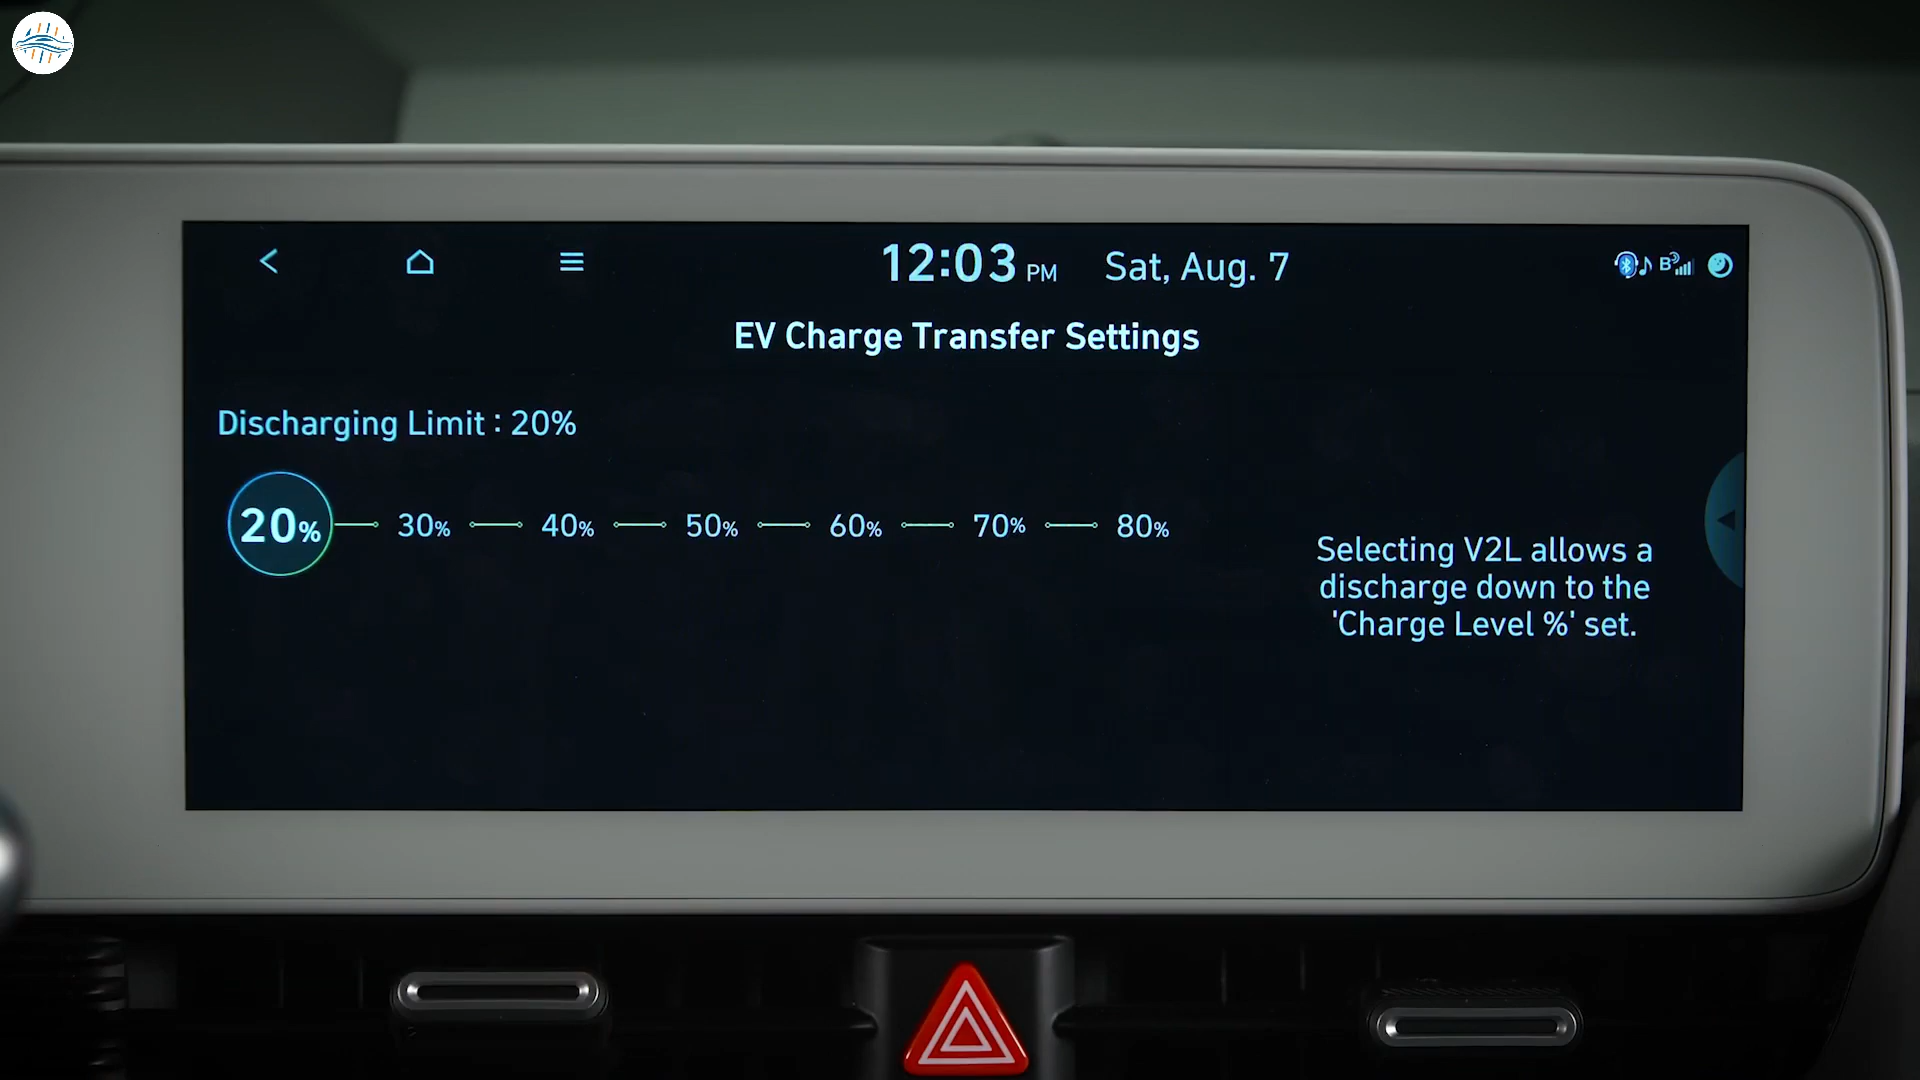 12:03 PM Sat, Aug. 7
B
EV Charge Transfer Settings
Discharging Limit : 20%
20% 30% 40% 50% 60% 70% 80%
Selecting V2L allows a
discharge down to the
'Charge Level %' set.